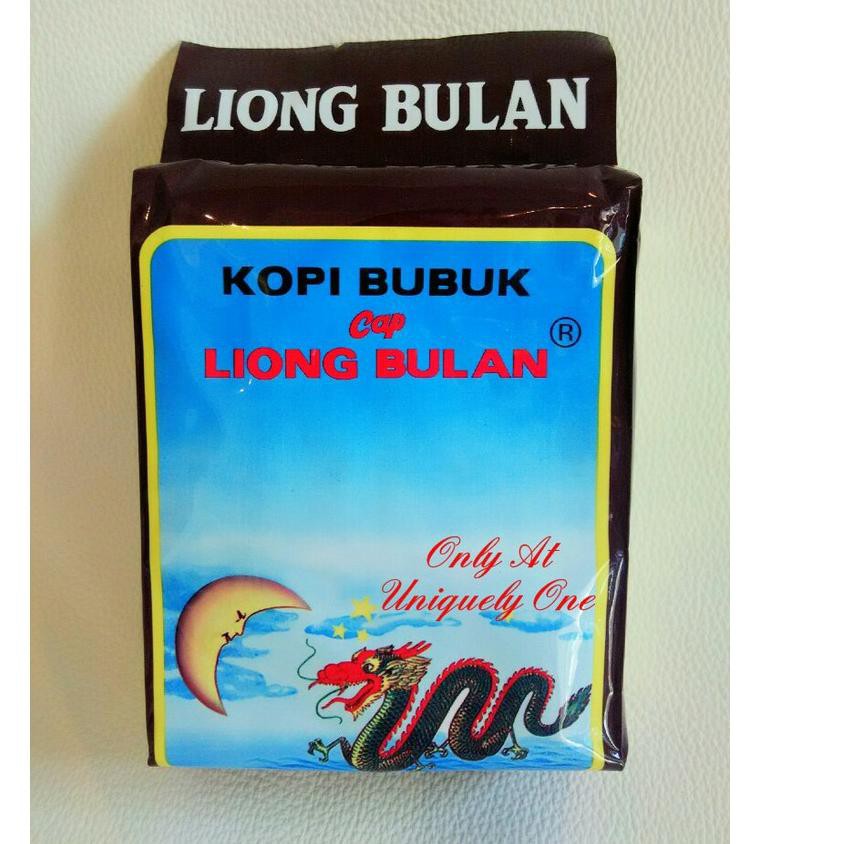 LIONG BULAN
KOPI BUBUK
Cap
LIONG BULAN ®
Only At
Uniquely One